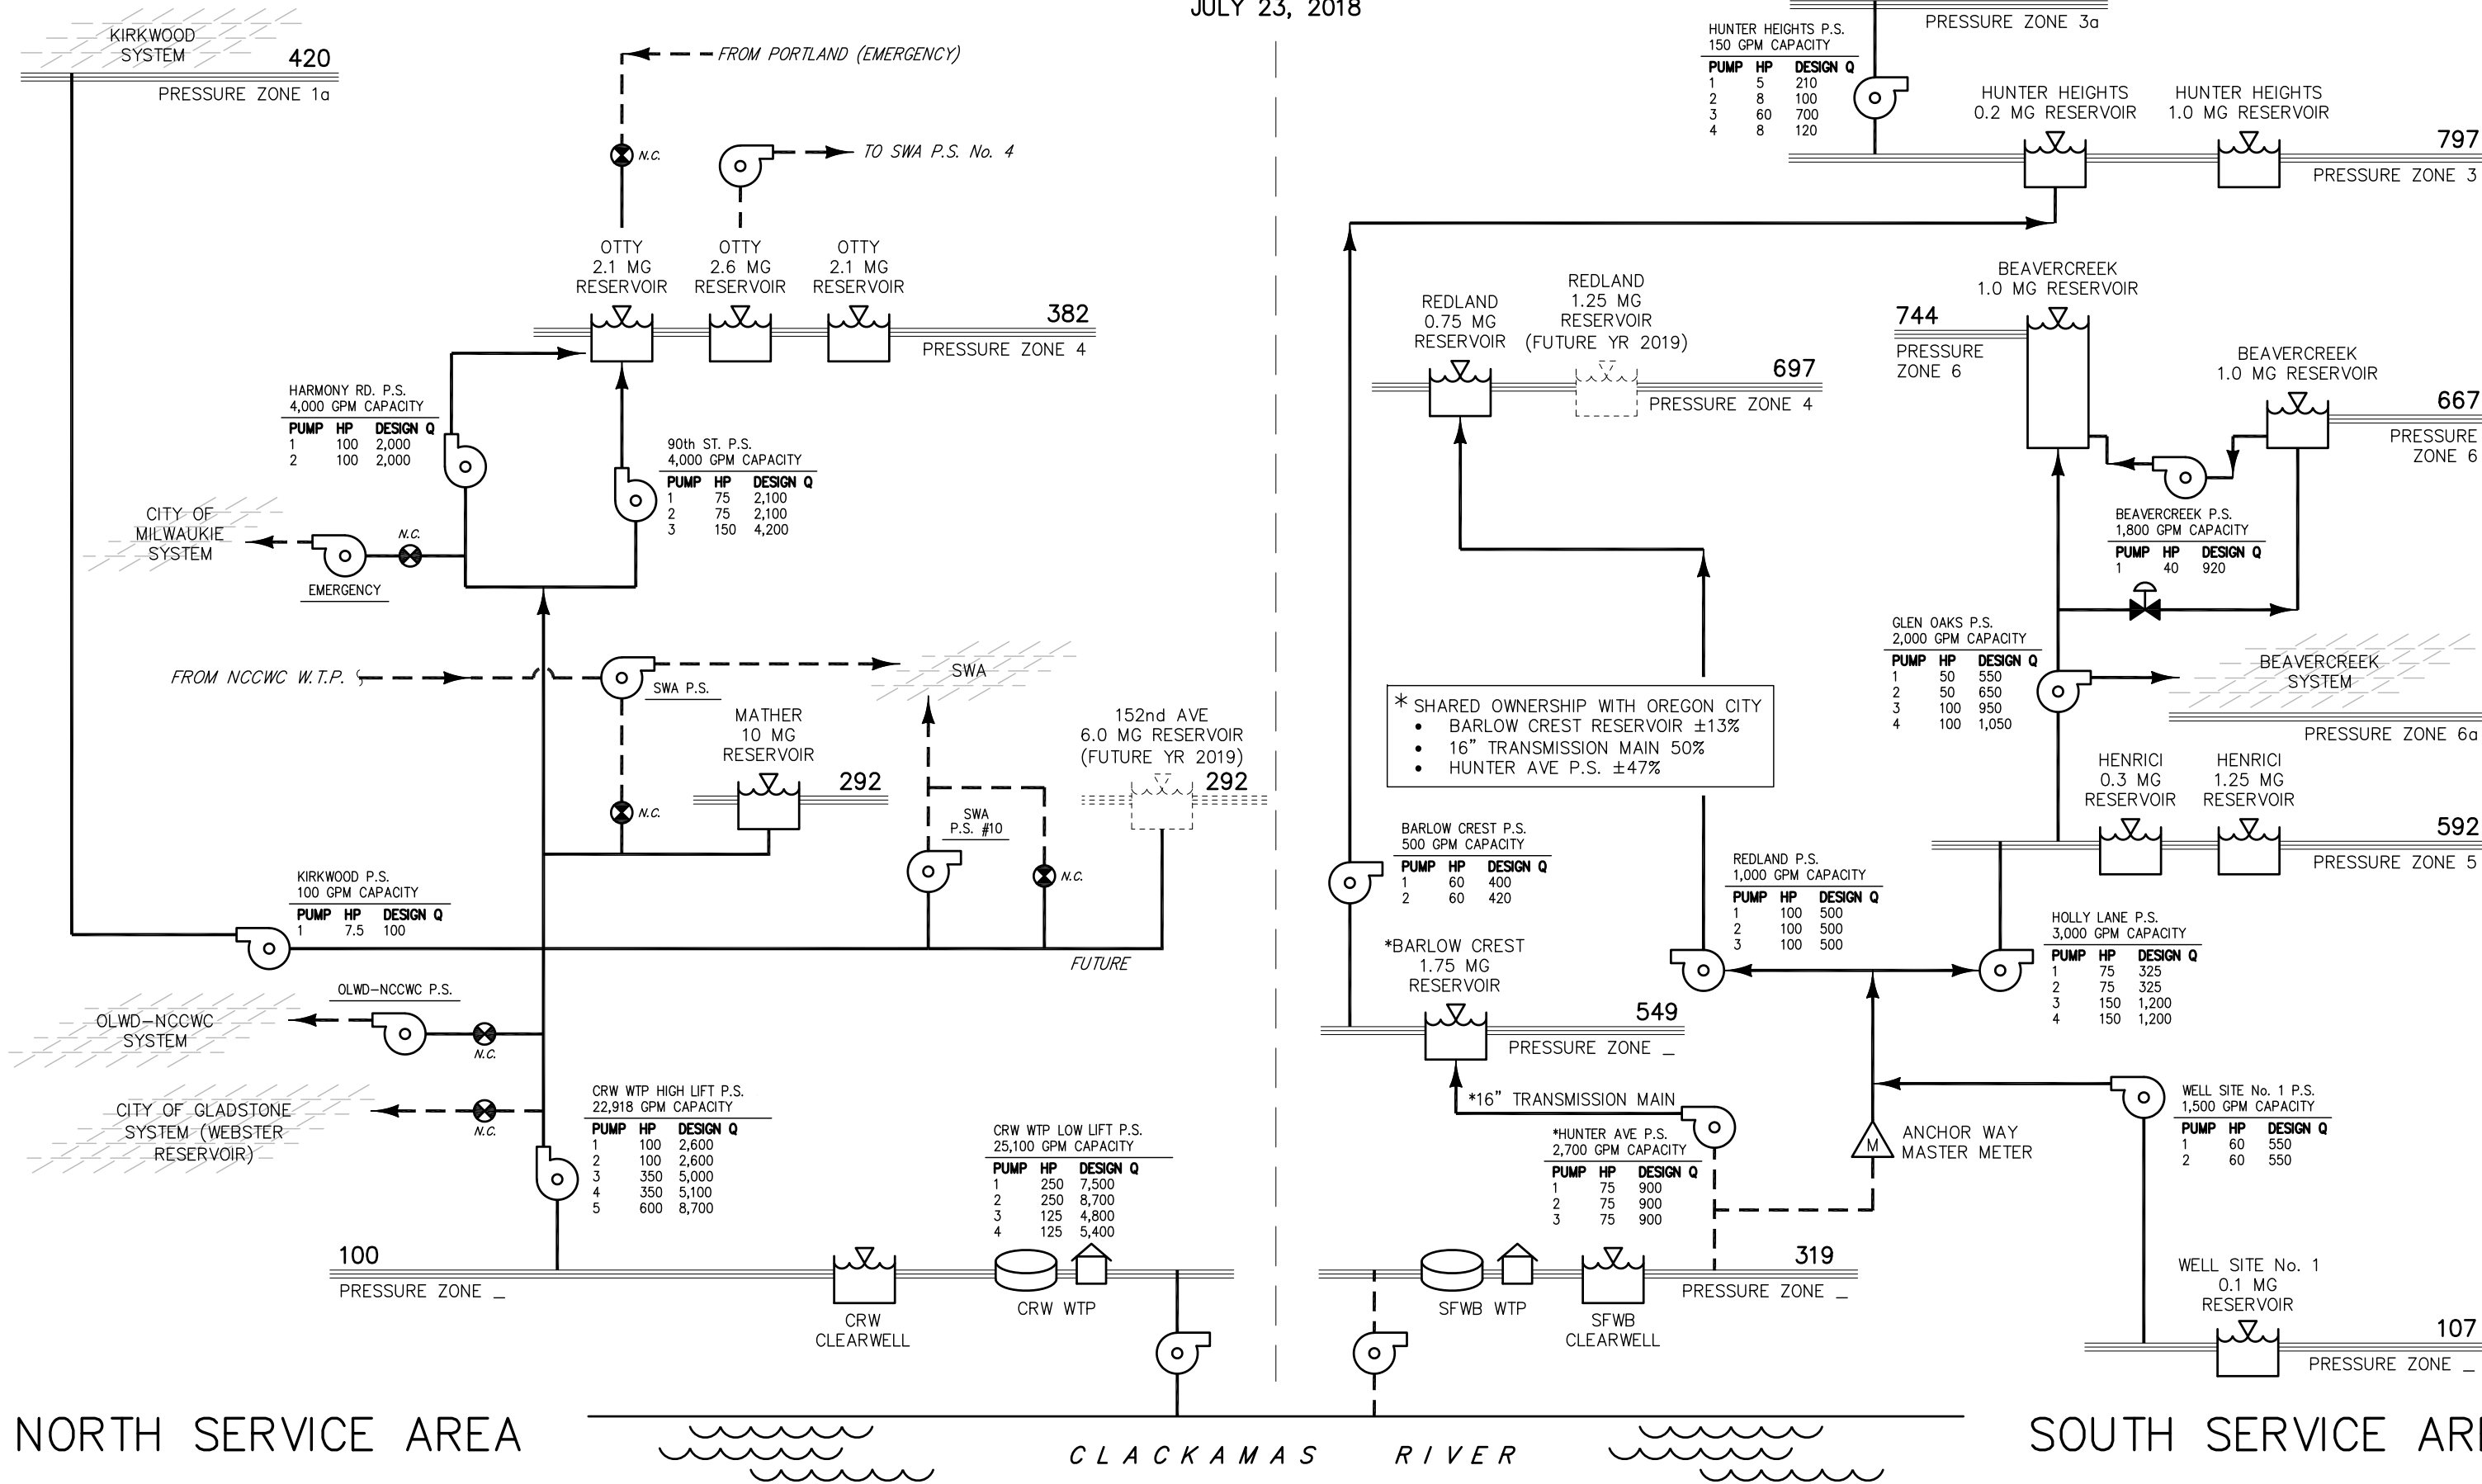 JULY 23, 2018
KIRKWOOD
SYSTEM
420
PRESSURE ZONE 1a
FROM PORTLAND (EMERGENCY)
N.C.
TO SWA P.S. No. 4
OTTY
2.1 MG
RESERVOIR
OTTY
2.6 MG
RESERVOIR
OTTY
2.1 MG
RESERVOIR
382
PRESSURE ZONE 4
HARMONY RD. P.S.
4,000 GPM CAPACITY
PUMP HP DESIGN Q
1 100 2,000
2 100 2,000
90th ST. P.S.
4,000 GPM CAPACITY
PUMP HP DESIGN Q
1 75 2,100
2 75 2,100
3 150 4,200
CITY OF
MILWAUKIE
SYSTEM
N.C.
EMERGENCY
FROM NCCWC W.T.P.
SWA P.S.
SWA
MATHER
10 MG
RESERVOIR
292
N.C.
152nd AVE
6.0 MG RESERVOIR
(FUTURE YR 2019)
292
SWA
P.S. #10
N.C.
KIRKWOOD P.S.
100 GPM CAPACITY
PUMP HP DESIGN Q
1 7.5 100
FUTURE
OLWD-NCCWC P.S.
OLWD-NCCWC
SYSTEM
N.C.
CITY OF GLADSTONE
SYSTEM (WEBSTER
RESERVOIR)
N.C.
CRW WTP HIGH LIFT P.S.
22,918 GPM CAPACITY
PUMP HP DESIGN Q
1 100 2,600
2 100 2,600
3 350 5,000
4 350 5,100
5 600 8,700
CRW WTP LOW LIFT P.S.
25,100 GPM CAPACITY
PUMP HP DESIGN Q
1 250 7,500
2 250 8,700
3 125 4,800
4 125 5,400
100
PRESSURE ZONE _
CRW
CLEARWELL
CRW WTP
NORTH SERVICE AREA
PRESSURE ZONE 3a
HUNTER HEIGHTS P.S.
150 GPM CAPACITY
PUMP HP DESIGN Q
1 5 210
2 8 100
3 60 700
4 8 120
HUNTER HEIGHTS
0.2 MG RESERVOIR
HUNTER HEIGHTS
1.0 MG RESERVOIR
797
PRESSURE ZONE 3
REDLAND
0.75 MG
RESERVOIR
REDLAND
1.25 MG
RESERVOIR
(FUTURE YR 2019)
697
PRESSURE ZONE 4
BEAVERCREEK
1.0 MG RESERVOIR
744
PRESSURE
ZONE 6
BEAVERCREEK
1.0 MG RESERVOIR
667
PRESSURE
ZONE 6
BEAVERCREEK P.S.
1,800 GPM CAPACITY
PUMP HP DESIGN Q
1 40 920
GLEN OAKS P.S.
2,000 GPM CAPACITY
PUMP HP DESIGN Q
1 50 550
2 50 650
3 100 950
4 100 1,050
BEAVERCREEK
SYSTEM
PRESSURE ZONE 6a
* SHARED OWNERSHIP WITH OREGON CITY
• BARLOW CREST RESERVOIR ±13%
• 16" TRANSMISSION MAIN 50%
• HUNTER AVE P.S. ±47%
HENRICI
0.3 MG
RESERVOIR
HENRICI
1.25 MG
RESERVOIR
592
PRESSURE ZONE 5
BARLOW CREST P.S.
500 GPM CAPACITY
PUMP HP DESIGN Q
1 60 400
2 60 420
REDLAND P.S.
1,000 GPM CAPACITY
PUMP HP DESIGN Q
1 100 500
2 100 500
3 100 500
HOLLY LANE P.S.
3,000 GPM CAPACITY
PUMP HP DESIGN Q
1 75 325
2 75 325
3 150 1,200
4 150 1,200
*BARLOW CREST
1.75 MG
RESERVOIR
549
PRESSURE ZONE _
*16" TRANSMISSION MAIN
*HUNTER AVE P.S.
2,700 GPM CAPACITY
PUMP HP DESIGN Q
1 75 900
2 75 900
3 75 900
M
ANCHOR WAY
MASTER METER
WELL SITE No. 1 P.S.
1,500 GPM CAPACITY
PUMP HP DESIGN Q
1 60 550
2 60 550
319
PRESSURE ZONE _
SFWB WTP
SFWB
CLEARWELL
WELL SITE No. 1
0.1 MG
RESERVOIR
107
PRESSURE ZONE _
CLACKAMAS RIVER
SOUTH SERVICE AR